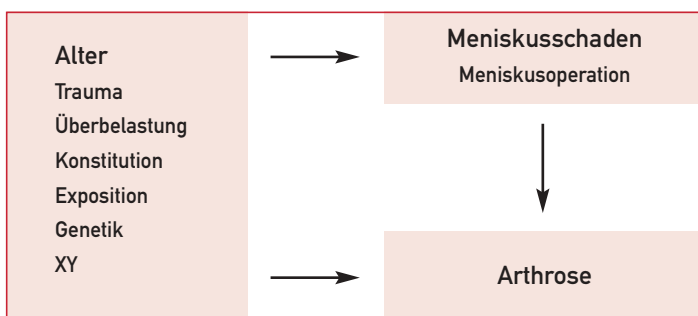 Alter
Trauma
Überbelastung
Konstitution
Exposition
Genetik
XY
Meniskusschaden
Meniskusoperation
Arthrose